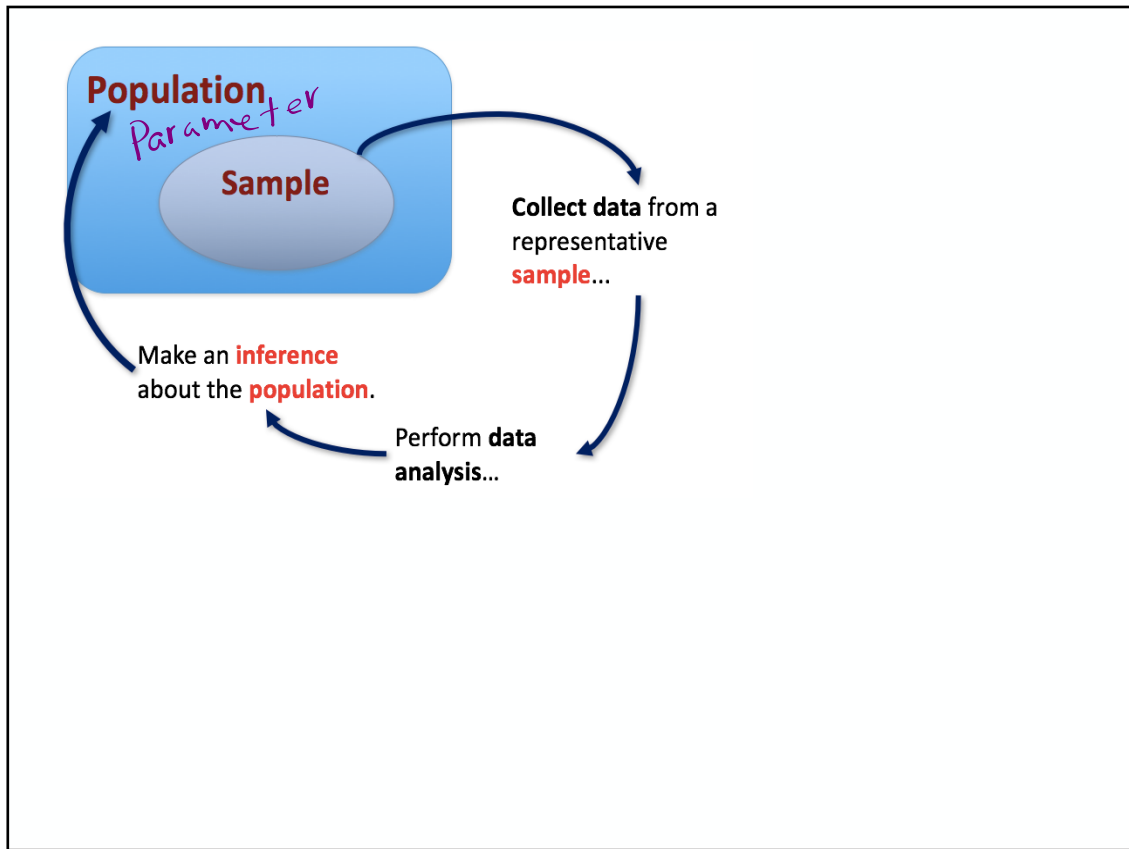 Population
Parameter
Sample
Collect data from a
representative
sample...
Make an inference
about the population.
Perform data
analysis...